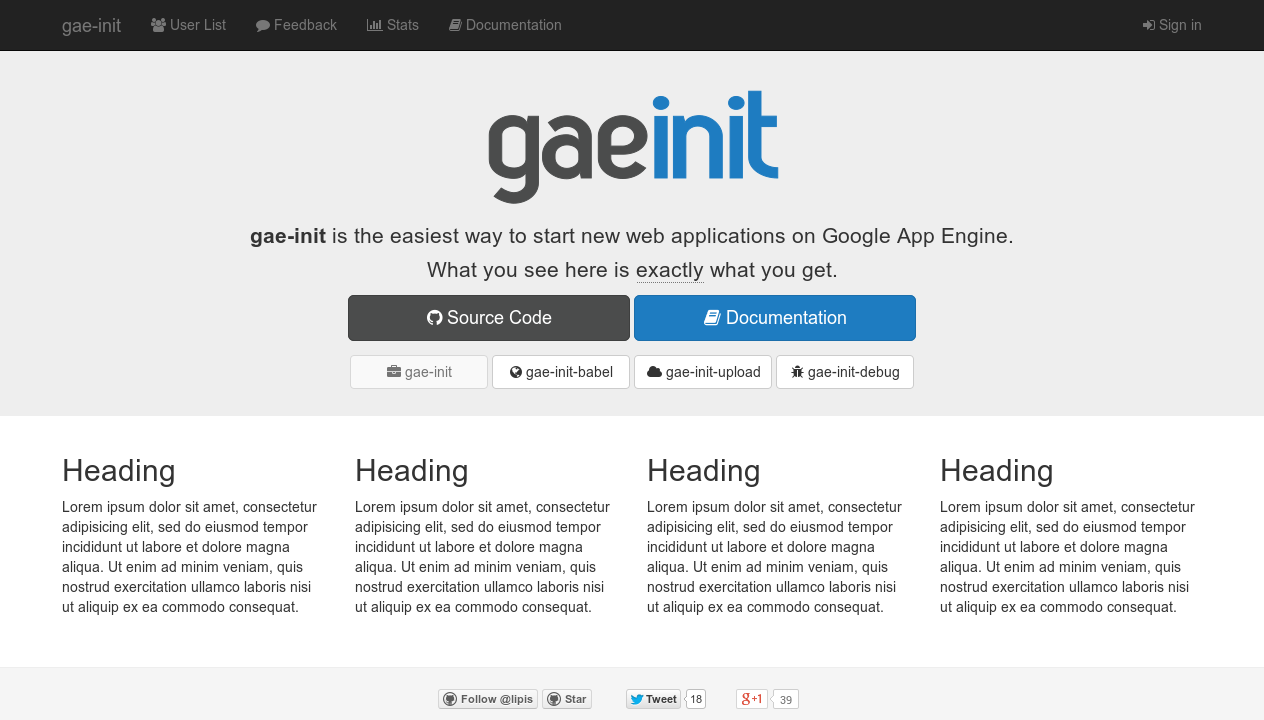 gae-init User List Feedback Stats Documentation Sign in
gaeinit
gae-init is the easiest way to start new web applications on Google App Engine.
What you see here is exactly what you get.
Source Code Documentation
gae-init gae-init-babel gae-init-upload gae-init-debug
Heading
Lorem ipsum dolor sit amet, consectetur
adipisicing elit, sed do eiusmod tempor
incididunt ut labore et dolore magna
aliqua. Ut enim ad minim veniam, quis
nostrud exercitation ullamco laboris nisi
ut aliquip ex ea commodo consequat.
Heading
Lorem ipsum dolor sit amet, consectetur
adipisicing elit, sed do eiusmod tempor
incididunt ut labore et dolore magna
aliqua. Ut enim ad minim veniam, quis
nostrud exercitation ullamco laboris nisi
ut aliquip ex ea commodo consequat.
Heading
Lorem ipsum dolor sit amet, consectetur
adipisicing elit, sed do eiusmod tempor
incididunt ut labore et dolore magna
aliqua. Ut enim ad minim veniam, quis
nostrud exercitation ullamco laboris nisi
ut aliquip ex ea commodo consequat.
Heading
Lorem ipsum dolor sit amet, consectetur
adipisicing elit, sed do eiusmod tempor
incididunt ut labore et dolore magna
aliqua. Ut enim ad minim veniam, quis
nostrud exercitation ullamco laboris nisi
ut aliquip ex ea commodo consequat.
Follow @lipis Star Tweet 18 g+1 39